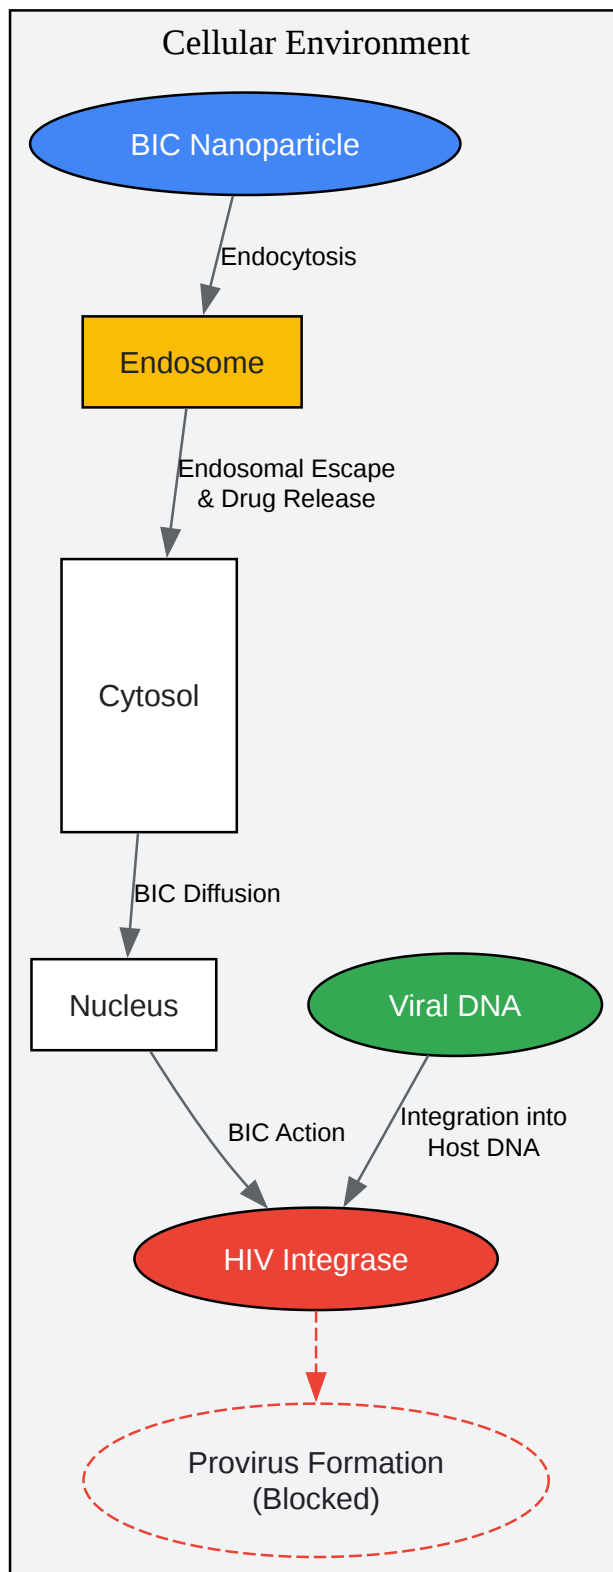 Cellular Environment
BIC Nanoparticle
Endocytosis
Endosome
Endosomal Escape
& Drug Release
Cytosol
BIC Diffusion
Nucleus
Viral DNA
BIC Action
Integration into
Host DNA
HIV Integrase
Provirus Formation
(Blocked)